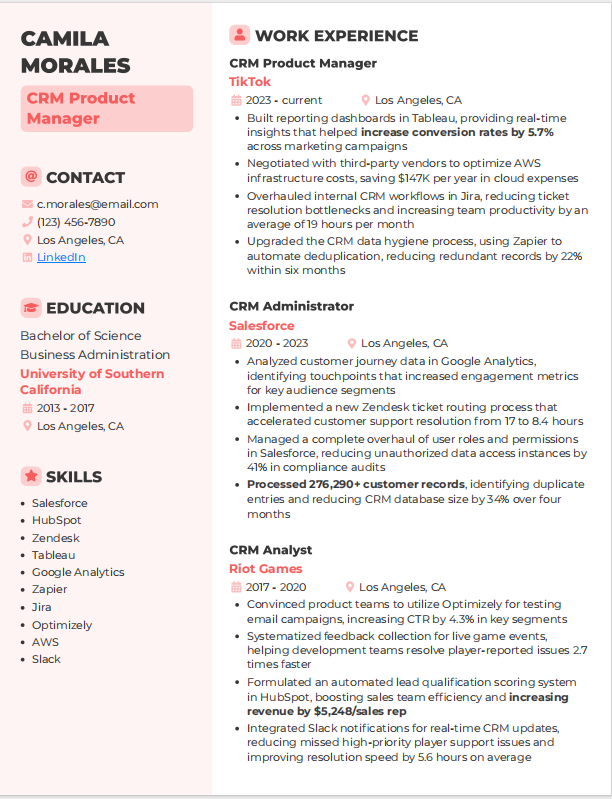 CAMILA
MORALES
CRM Product
Manager
CONTACT
c.morales@email.com
(123) 456-7890
Los Angeles, CA
LinkedIn
EDUCATION
Bachelor of Science
Business Administration
University of Southern
California
2013 - 2017
Los Angeles, CA
SKILLS
• Salesforce
• HubSpot
• Zendesk
• Tableau
• Google Analytics
• Zapier
• Jira
• Optimizely
• AWS
• Slack
WORK EXPERIENCE
CRM Product Manager
TikTok
2023 - current Los Angeles, CA
• Built reporting dashboards in Tableau, providing real-time
insights that helped increase conversion rates by 5.7%
across marketing campaigns
• Negotiated with third-party vendors to optimize AWS
infrastructure costs, saving $147K per year in cloud expenses
• Overhauled internal CRM workflows in Jira, reducing ticket
resolution bottlenecks and increasing team productivity by an
average of 19 hours per month
• Upgraded the CRM data hygiene process, using Zapier to
automate deduplication, reducing redundant records by 22%
within six months
CRM Administrator
Salesforce
2020 - 2023 Los Angeles, CA
• Analyzed customer journey data in Google Analytics,
identifying touchpoints that increased engagement metrics
for key audience segments
• Implemented a new Zendesk ticket routing process that
accelerated customer support resolution from 17 to 8.4 hours
• Managed a complete overhaul of user roles and permissions
in Salesforce, reducing unauthorized data access instances by
41% in compliance audits
• Processed 276,290+ customer records, identifying duplicate
entries and reducing CRM database size by 34% over four
months
CRM Analyst
Riot Games
2017 - 2020 Los Angeles, CA
• Convinced product teams to utilize Optimizely for testing
email campaigns, increasing CTR by 4.3% in key segments
• Systematized feedback collection for live game events,
helping development teams resolve player-reported issues 2.7
times faster
• Formulated an automated lead qualification scoring system
in HubSpot, boosting sales team efficiency and increasing
revenue by $5,248/sales rep
• Integrated Slack notifications for real-time CRM updates,
reducing missed high-priority player support issues and
improving resolution speed by 5.6 hours on average